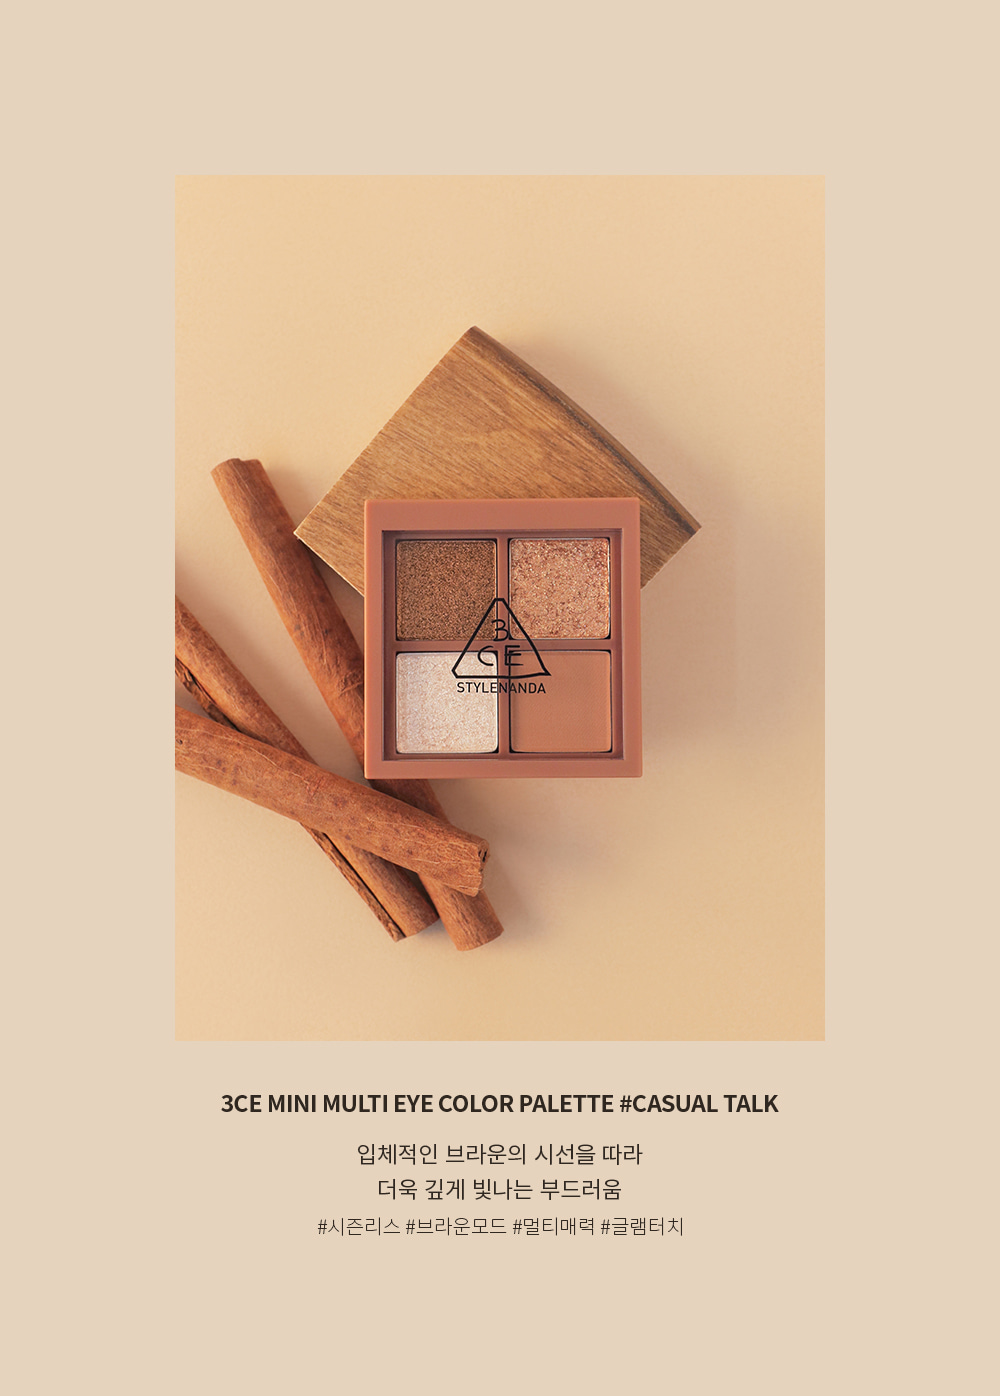 3
CE
STYLENANDA
3CE MINI MULTI EYE COLOR PALETTE #CASUAL TALK
입체적인 브라운의 시선을 따라
더욱 깊게 빛나는 부드러움
#시즌리스 #브라운모드 #멀티매력 #글램터치